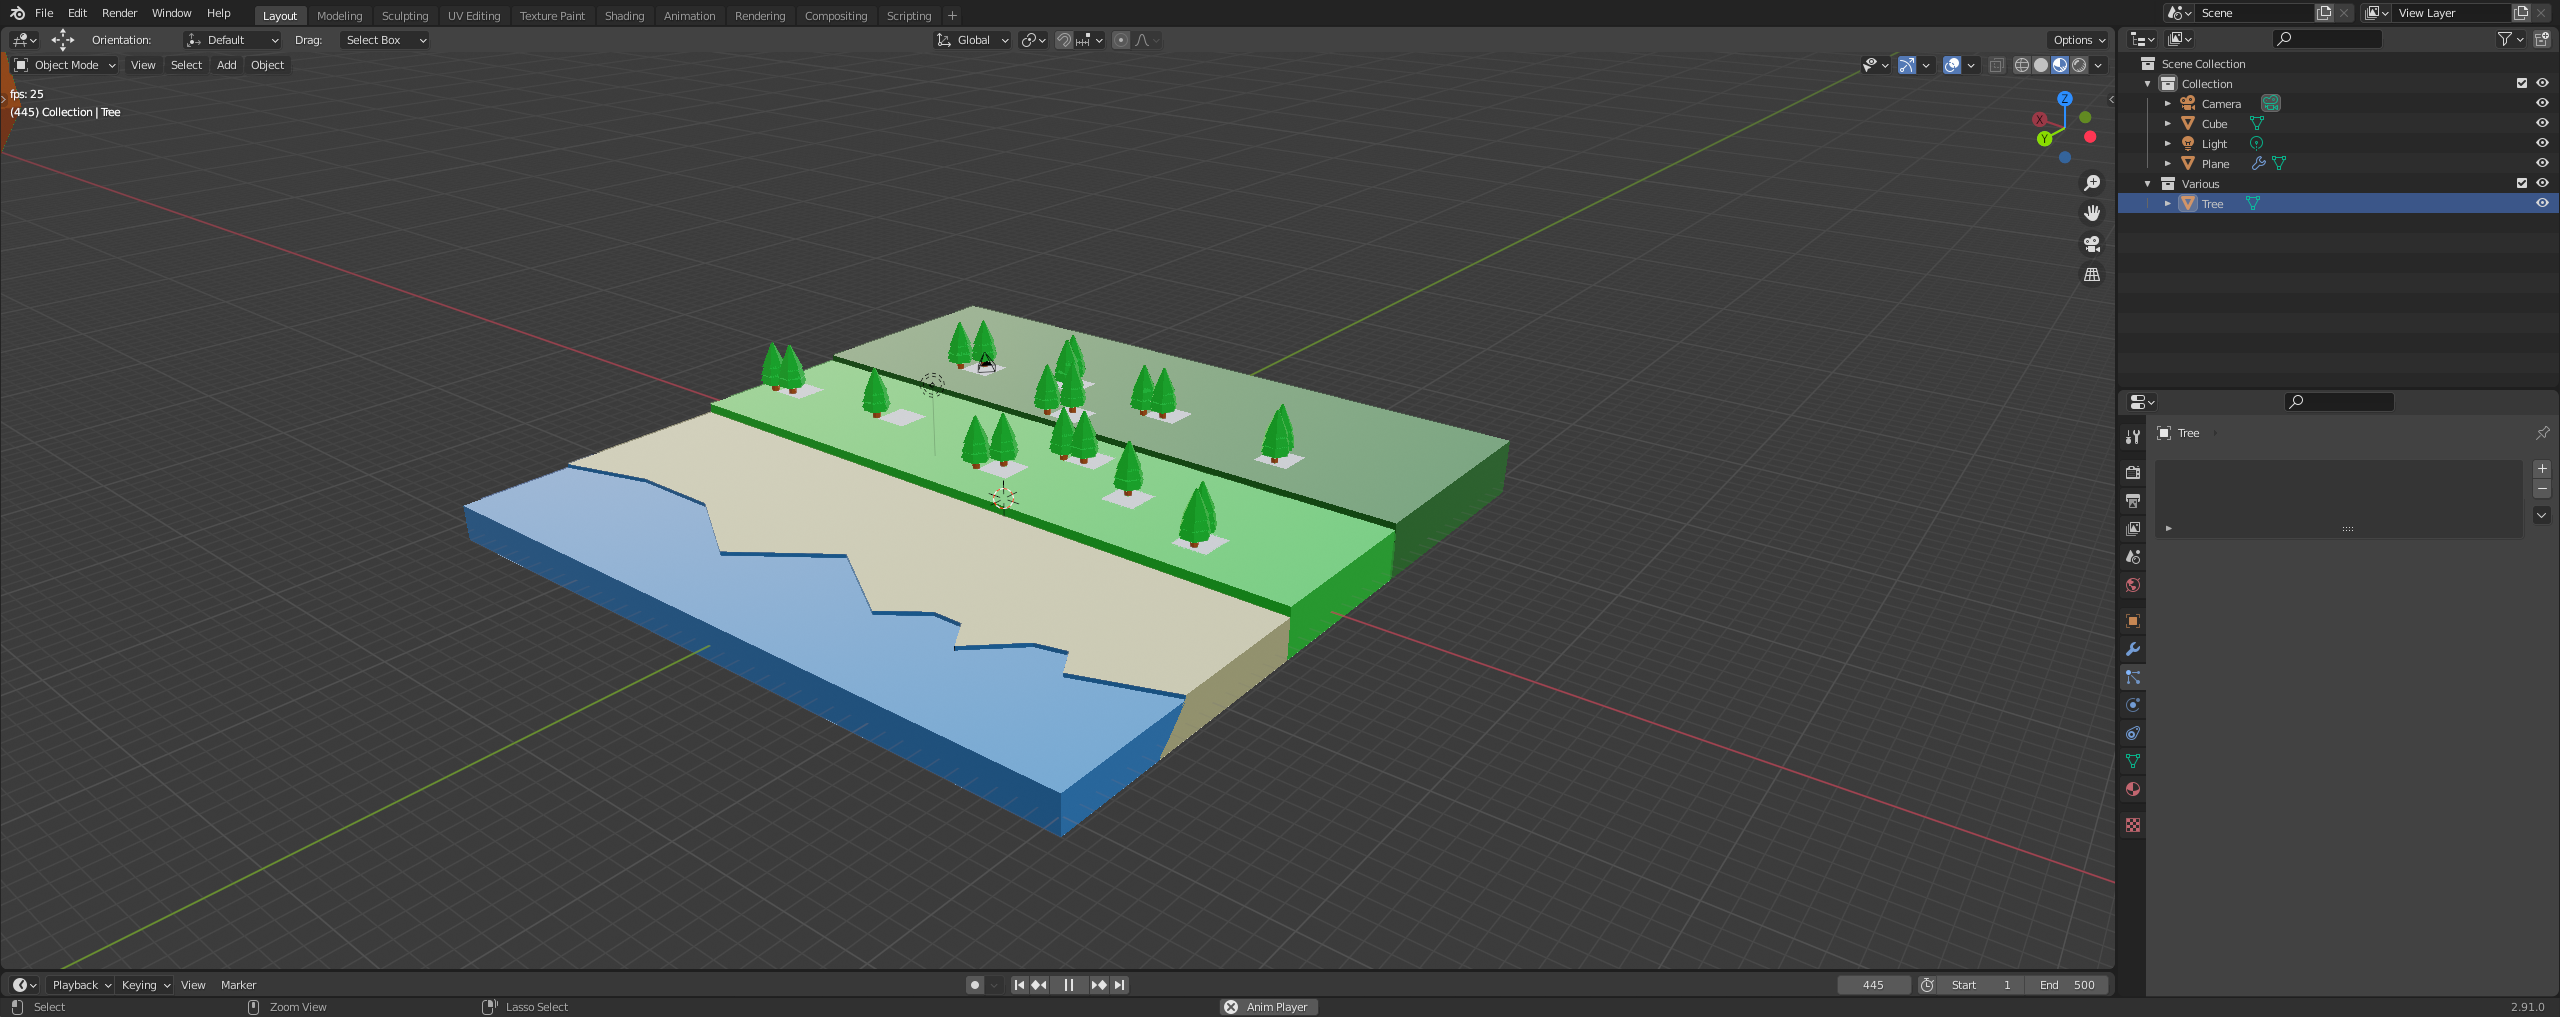 File Edit Render Window Help Layout Modeling Sculpting UV Editing Texture Paint Shading Animation Rendering Compositing Scripting + Scene View Layer
Orientation: Default Drag: Select Box Global Options
Object Mode View Select Add Object
fps: 25
(445) Collection | Tree
Z
X
Y
Scene Collection
Collection
Camera
Cube
Light
Plane
Various
Tree
Tree
Playback Keying View Marker 445 Start 1 End 500
Select Zoom View Lasso Select Anim Player 2.91.0